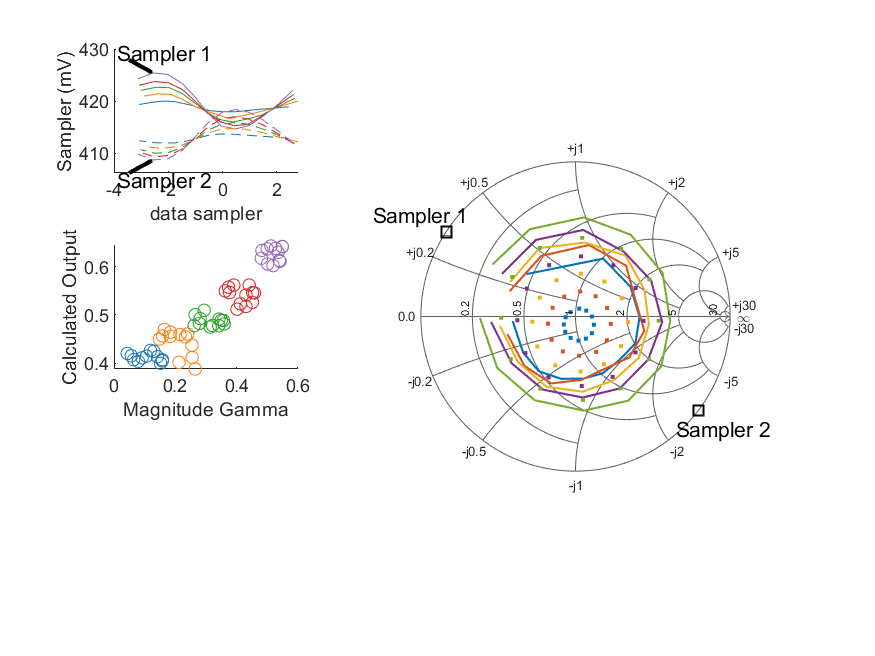 430
Sampler 1
420
410
Sampler (mV)
Sampler 2
-4
-2
0
2
data sampler
0.6
0.5
0.4
Calculated Output
0
0.2
0.4
0.6
Magnitude Gamma
+j1
+j0.5
+j2
Sampler 1
+j0.2
+j5
0.0
0.2
0.5
1
2
5
30
+j30
∞
-j30
-j0.2
-j5
Sampler 2
-j0.5
-j2
-j1